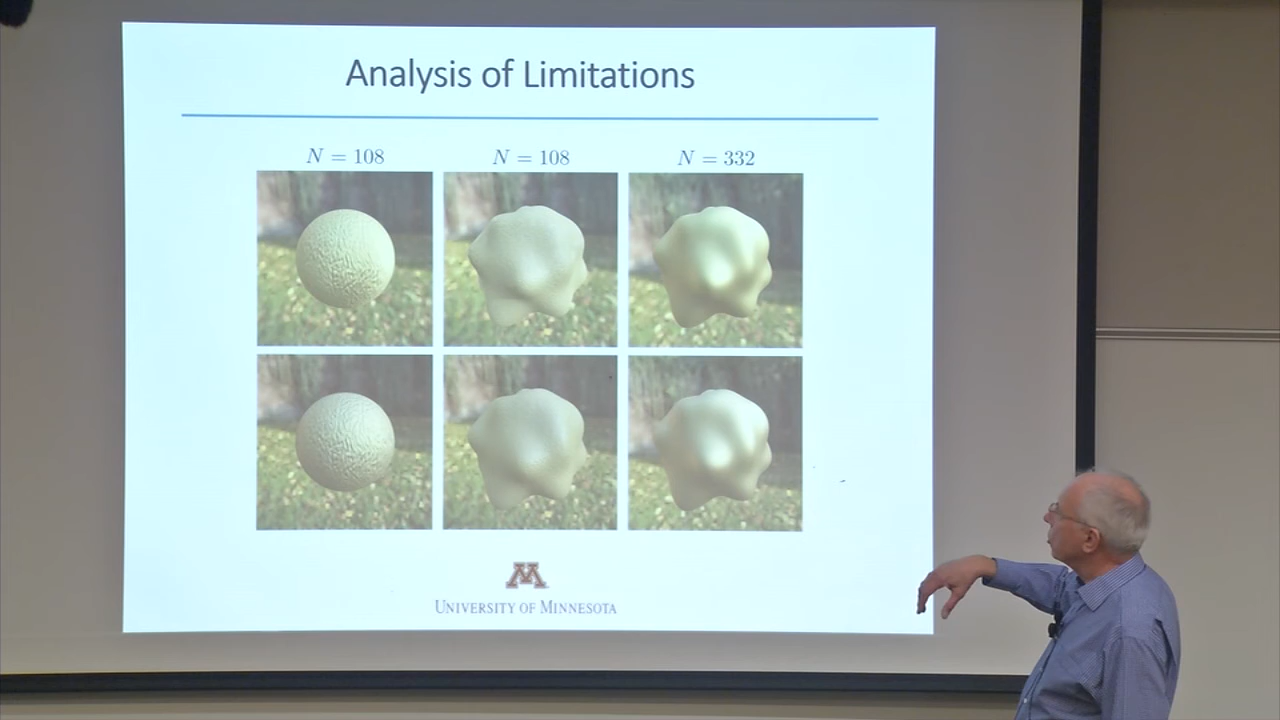 Analysis of Limitations
N = 108
N = 108
N = 332
M
UNIVERSITY OF MINNESOTA